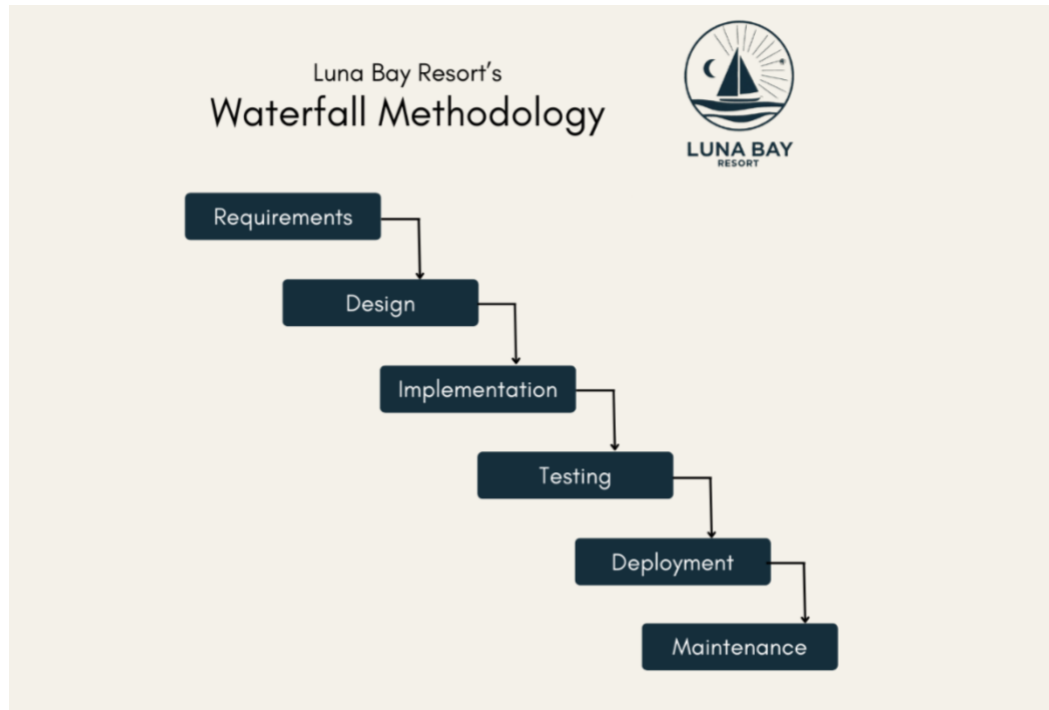 Luna Bay Resort's
Waterfall Methodology
LUNA BAY
RESORT
Requirements
Design
Implementation
Testing
Deployment
Maintenance